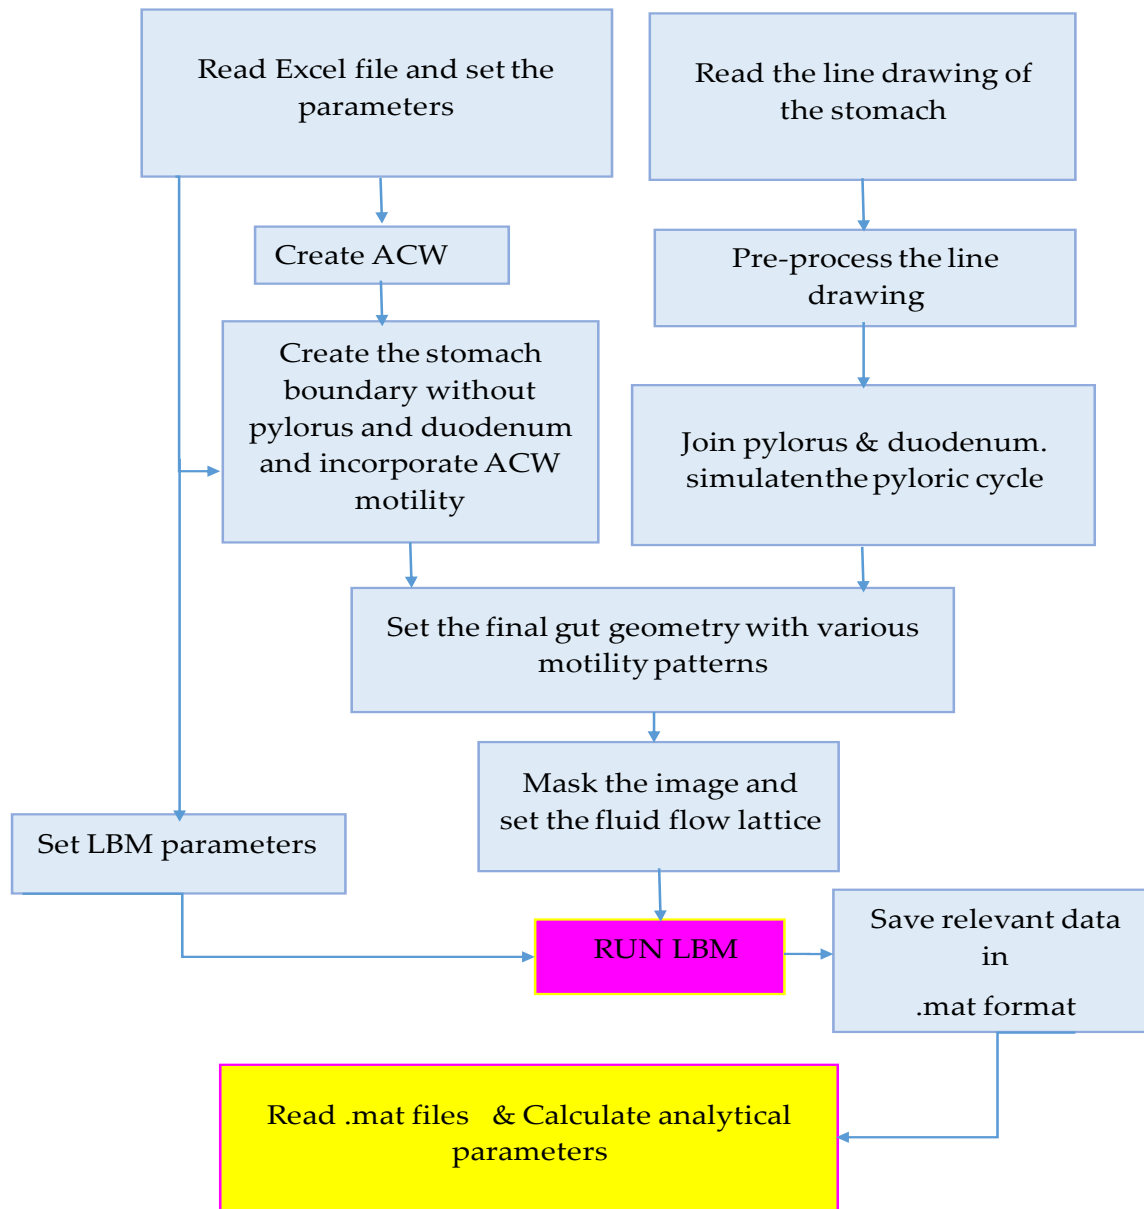 Read Excel file and set the
parameters
Read the line drawing of
the stomach
Create ACW
Pre-process the line
drawing
Create the stomach
boundary without
pylorus and duodenum
and incorporate ACW
motility
Join pylorus & duodenum.
simulatenthe pyloric cycle
Set the final gut geometry with various
motility patterns
Mask the image and
set the fluid flow lattice
Set LBM parameters
RUN LBM
Save relevant data
in
.mat format
Read .mat files & Calculate analytical
parameters